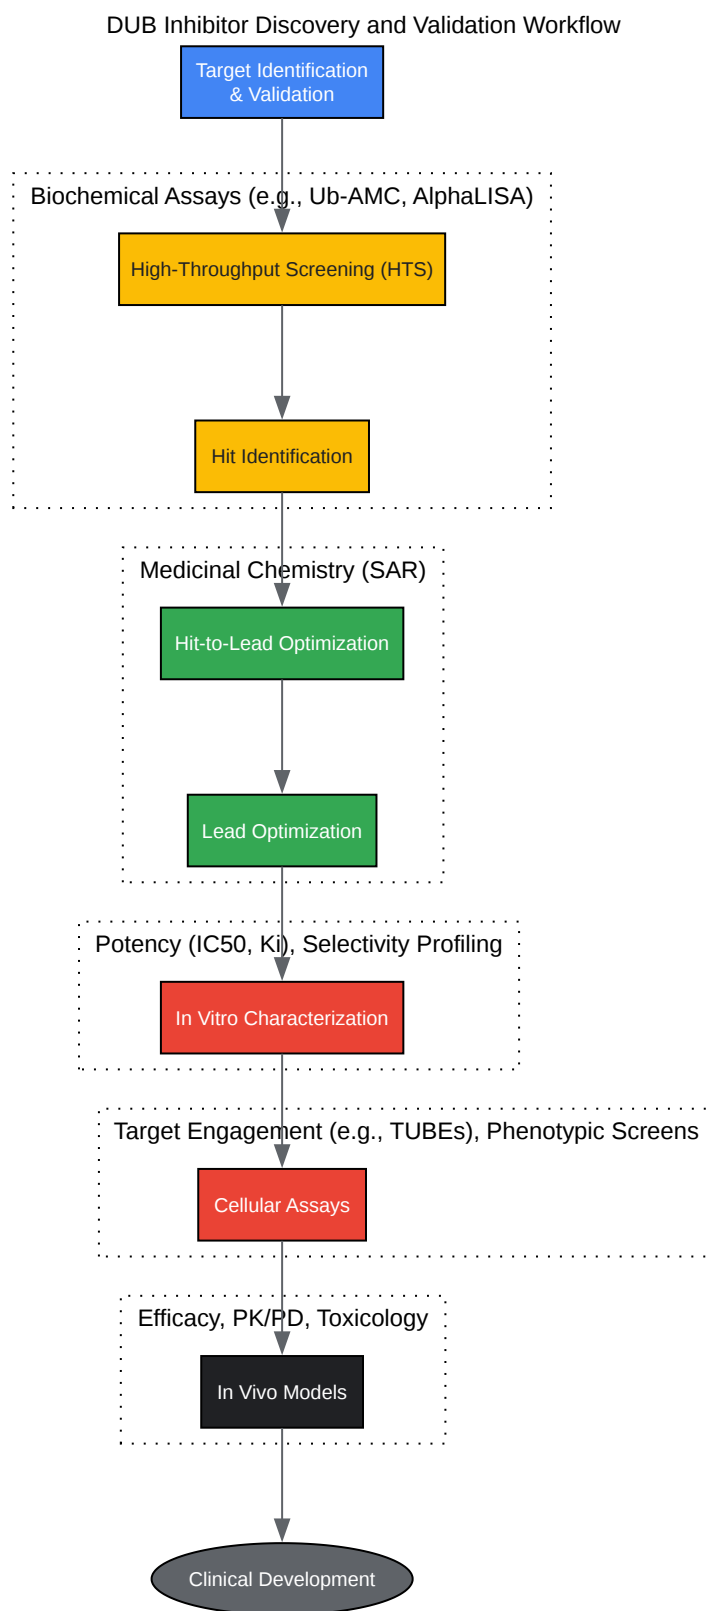 DUB Inhibitor Discovery and Validation Workflow
Target Identification
& Validation
Biochemical Assays (e.g., Ub-AMC, AlphaLISA)
High-Throughput Screening (HTS)
Hit Identification
Medicinal Chemistry (SAR)
Hit-to-Lead Optimization
Lead Optimization
Potency (IC50, Ki), Selectivity Profiling
In Vitro Characterization
Target Engagement (e.g., TUBEs), Phenotypic Screens
Cellular Assays
Efficacy, PK/PD, Toxicology
In Vivo Models
Clinical Development